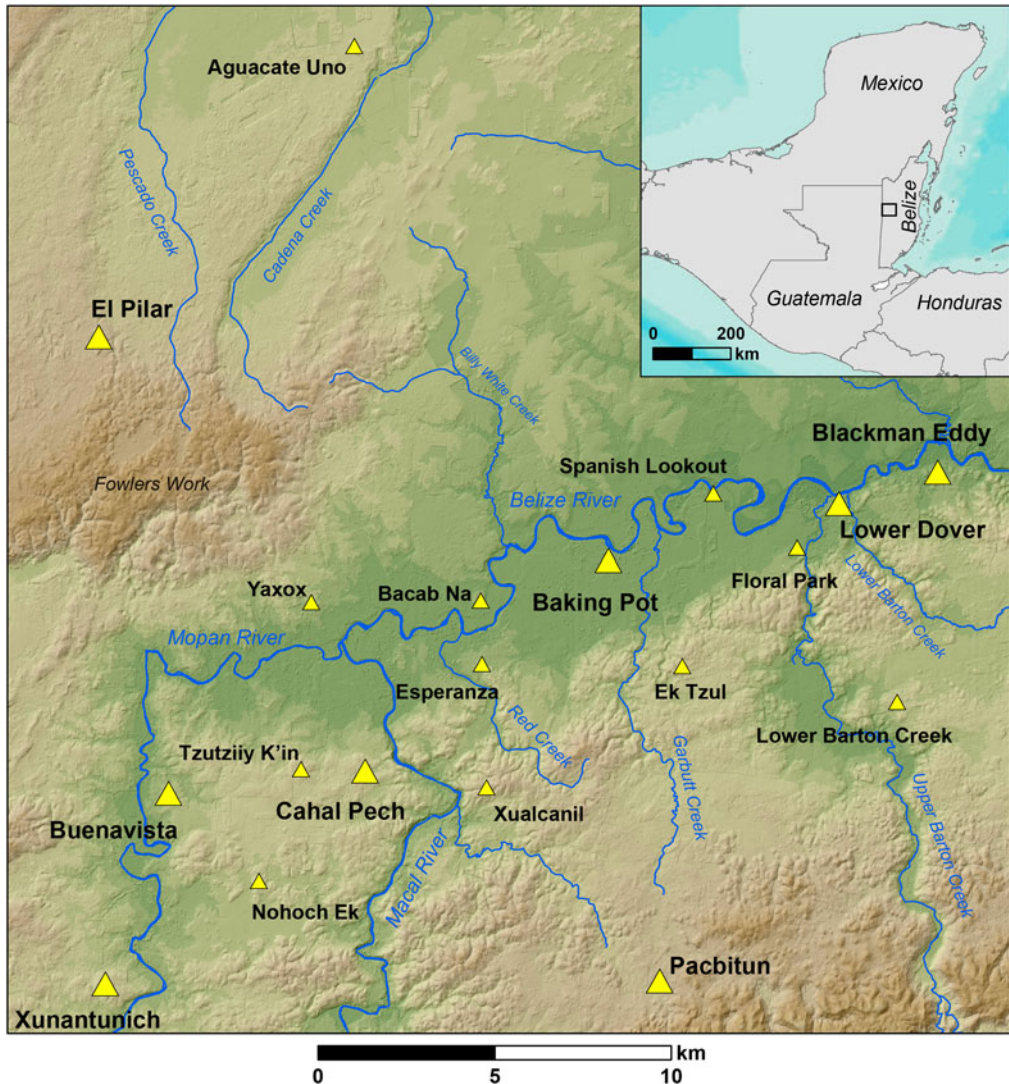 Aguacate Uno
Mexico
Pescado Creek
Cadena Creek
Belize
El Pilar
Guatemala
Honduras
0 200
km
Billy White Creek
Blackman Eddy
Spanish Lookout
Fowlers Work
Belize River
Lower Dover
Floral Park
Lower Barton Creek
Yaxox
Bacab Na
Baking Pot
Mopan River
Esperanza
Ek Tzul
Red Creek
Lower Barton Creek
Tzutziiy K'in
Garbutt Creek
Cahal Pech
Xualcanil
Buenavista
Upper Barton Creek
Macal River
Nohoch Ek
Pacbitun
Xunantunich
km
0 5 10